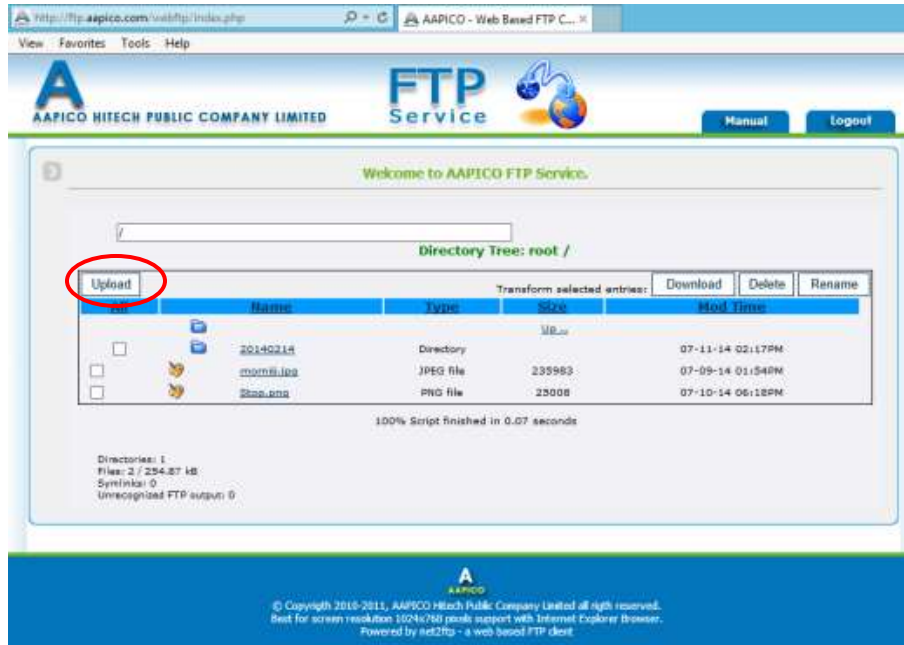 http://ftp.aapico.com/webftp/index.php
AAPICO - Web Based FTP C...
View Favorites Tools Help
A
AAPICO HITECH PUBLIC COMPANY LIMITED
FTP
Service
Manual
Logout
Welcome to AAPICO FTP Service.
/
Directory Tree: root /
Upload
Transform selected entries: Download Delete Rename
All Name Type Size Mod Time
Up ..
20140214 Directory 07-11-14 02:17PM
JPEG file 235983 07-09-14 01:54PM
Stop.png PNG file 25008 07-10-14 06:18PM
100% Script finished in 0.07 seconds
Directories: 1
Files: 2 / 254.87 kB
Symlinks: 0
Unrecognized FTP output: 0
A
AAPICO
© Copyrigth 2010-2011, AAPICO Hitech Public Company Limited all rigth reserved.
Best for screen resolution 1024x768 pixels support with Internet Explorer Browser.
Powered by net2ftp - a web based FTP client